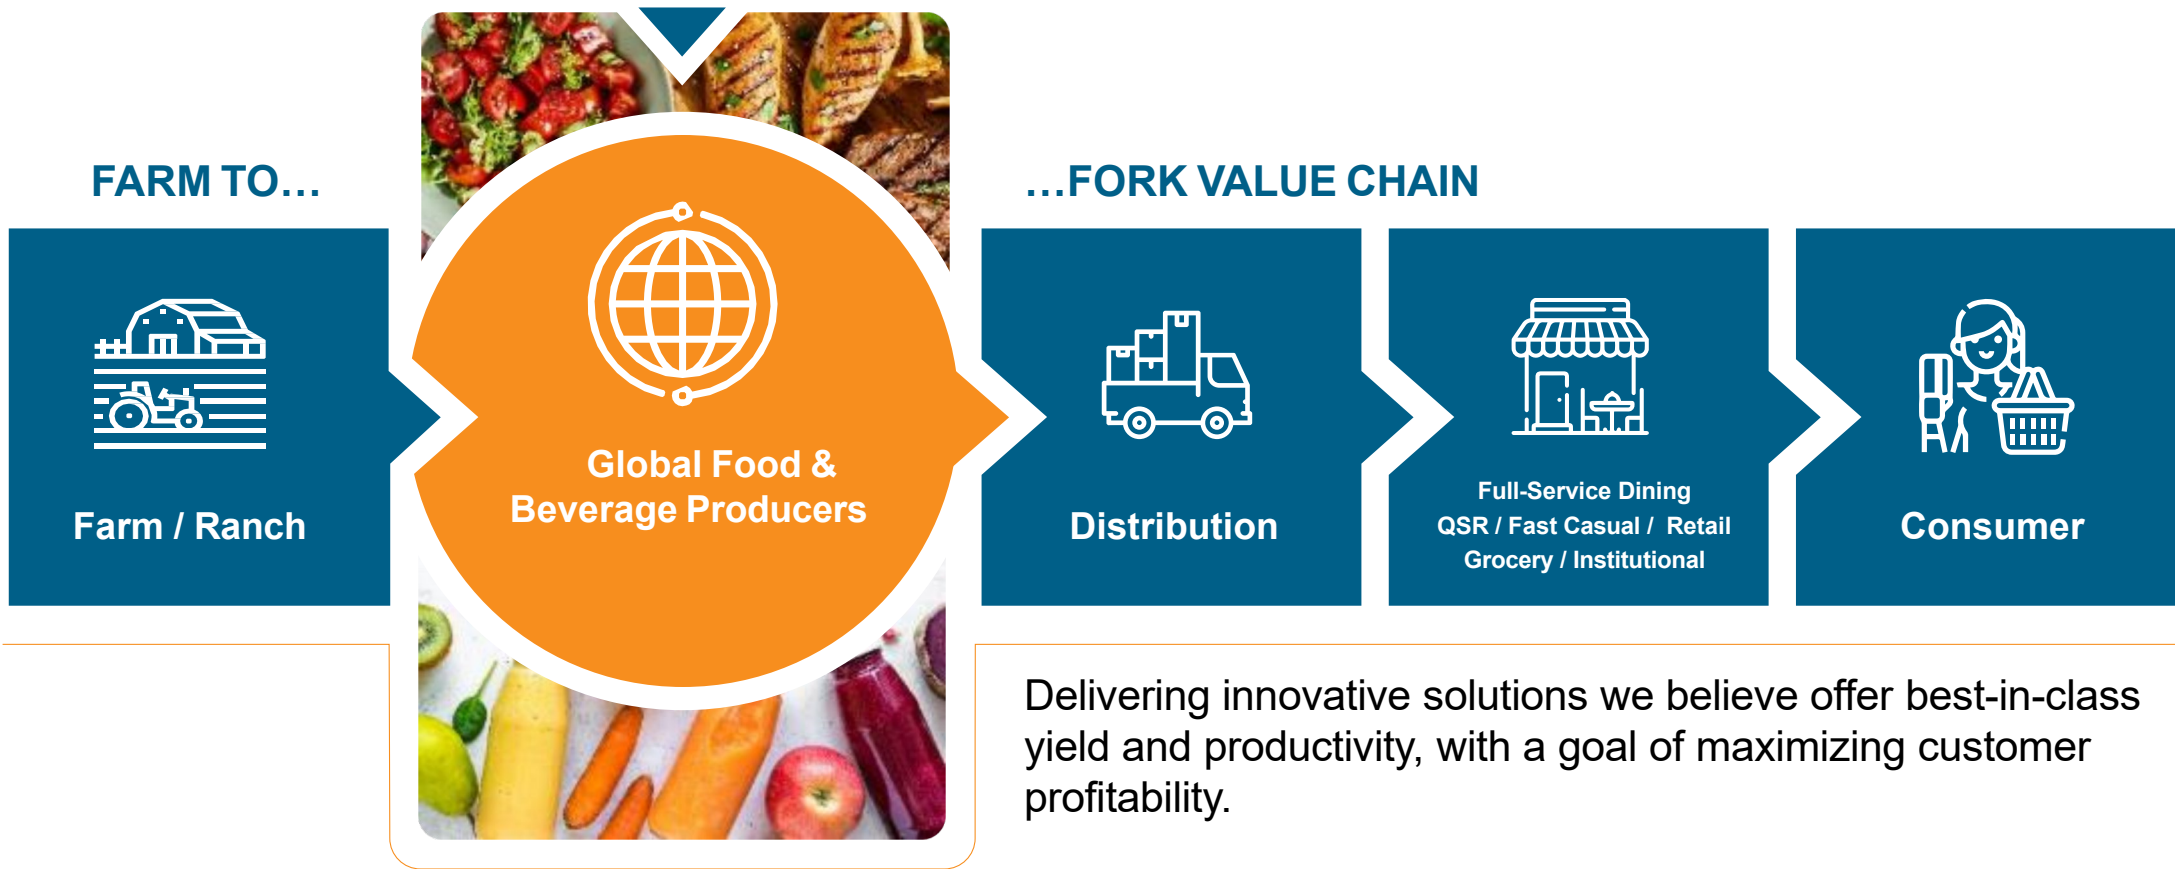 FARM TO…
…FORK VALUE CHAIN
Farm / Ranch
Global Food &
Beverage Producers
Distribution
Full-Service Dining
QSR / Fast Casual / Retail
Grocery / Institutional
Consumer
Delivering innovative solutions we believe offer best-in-class
yield and productivity, with a goal of maximizing customer
profitability.